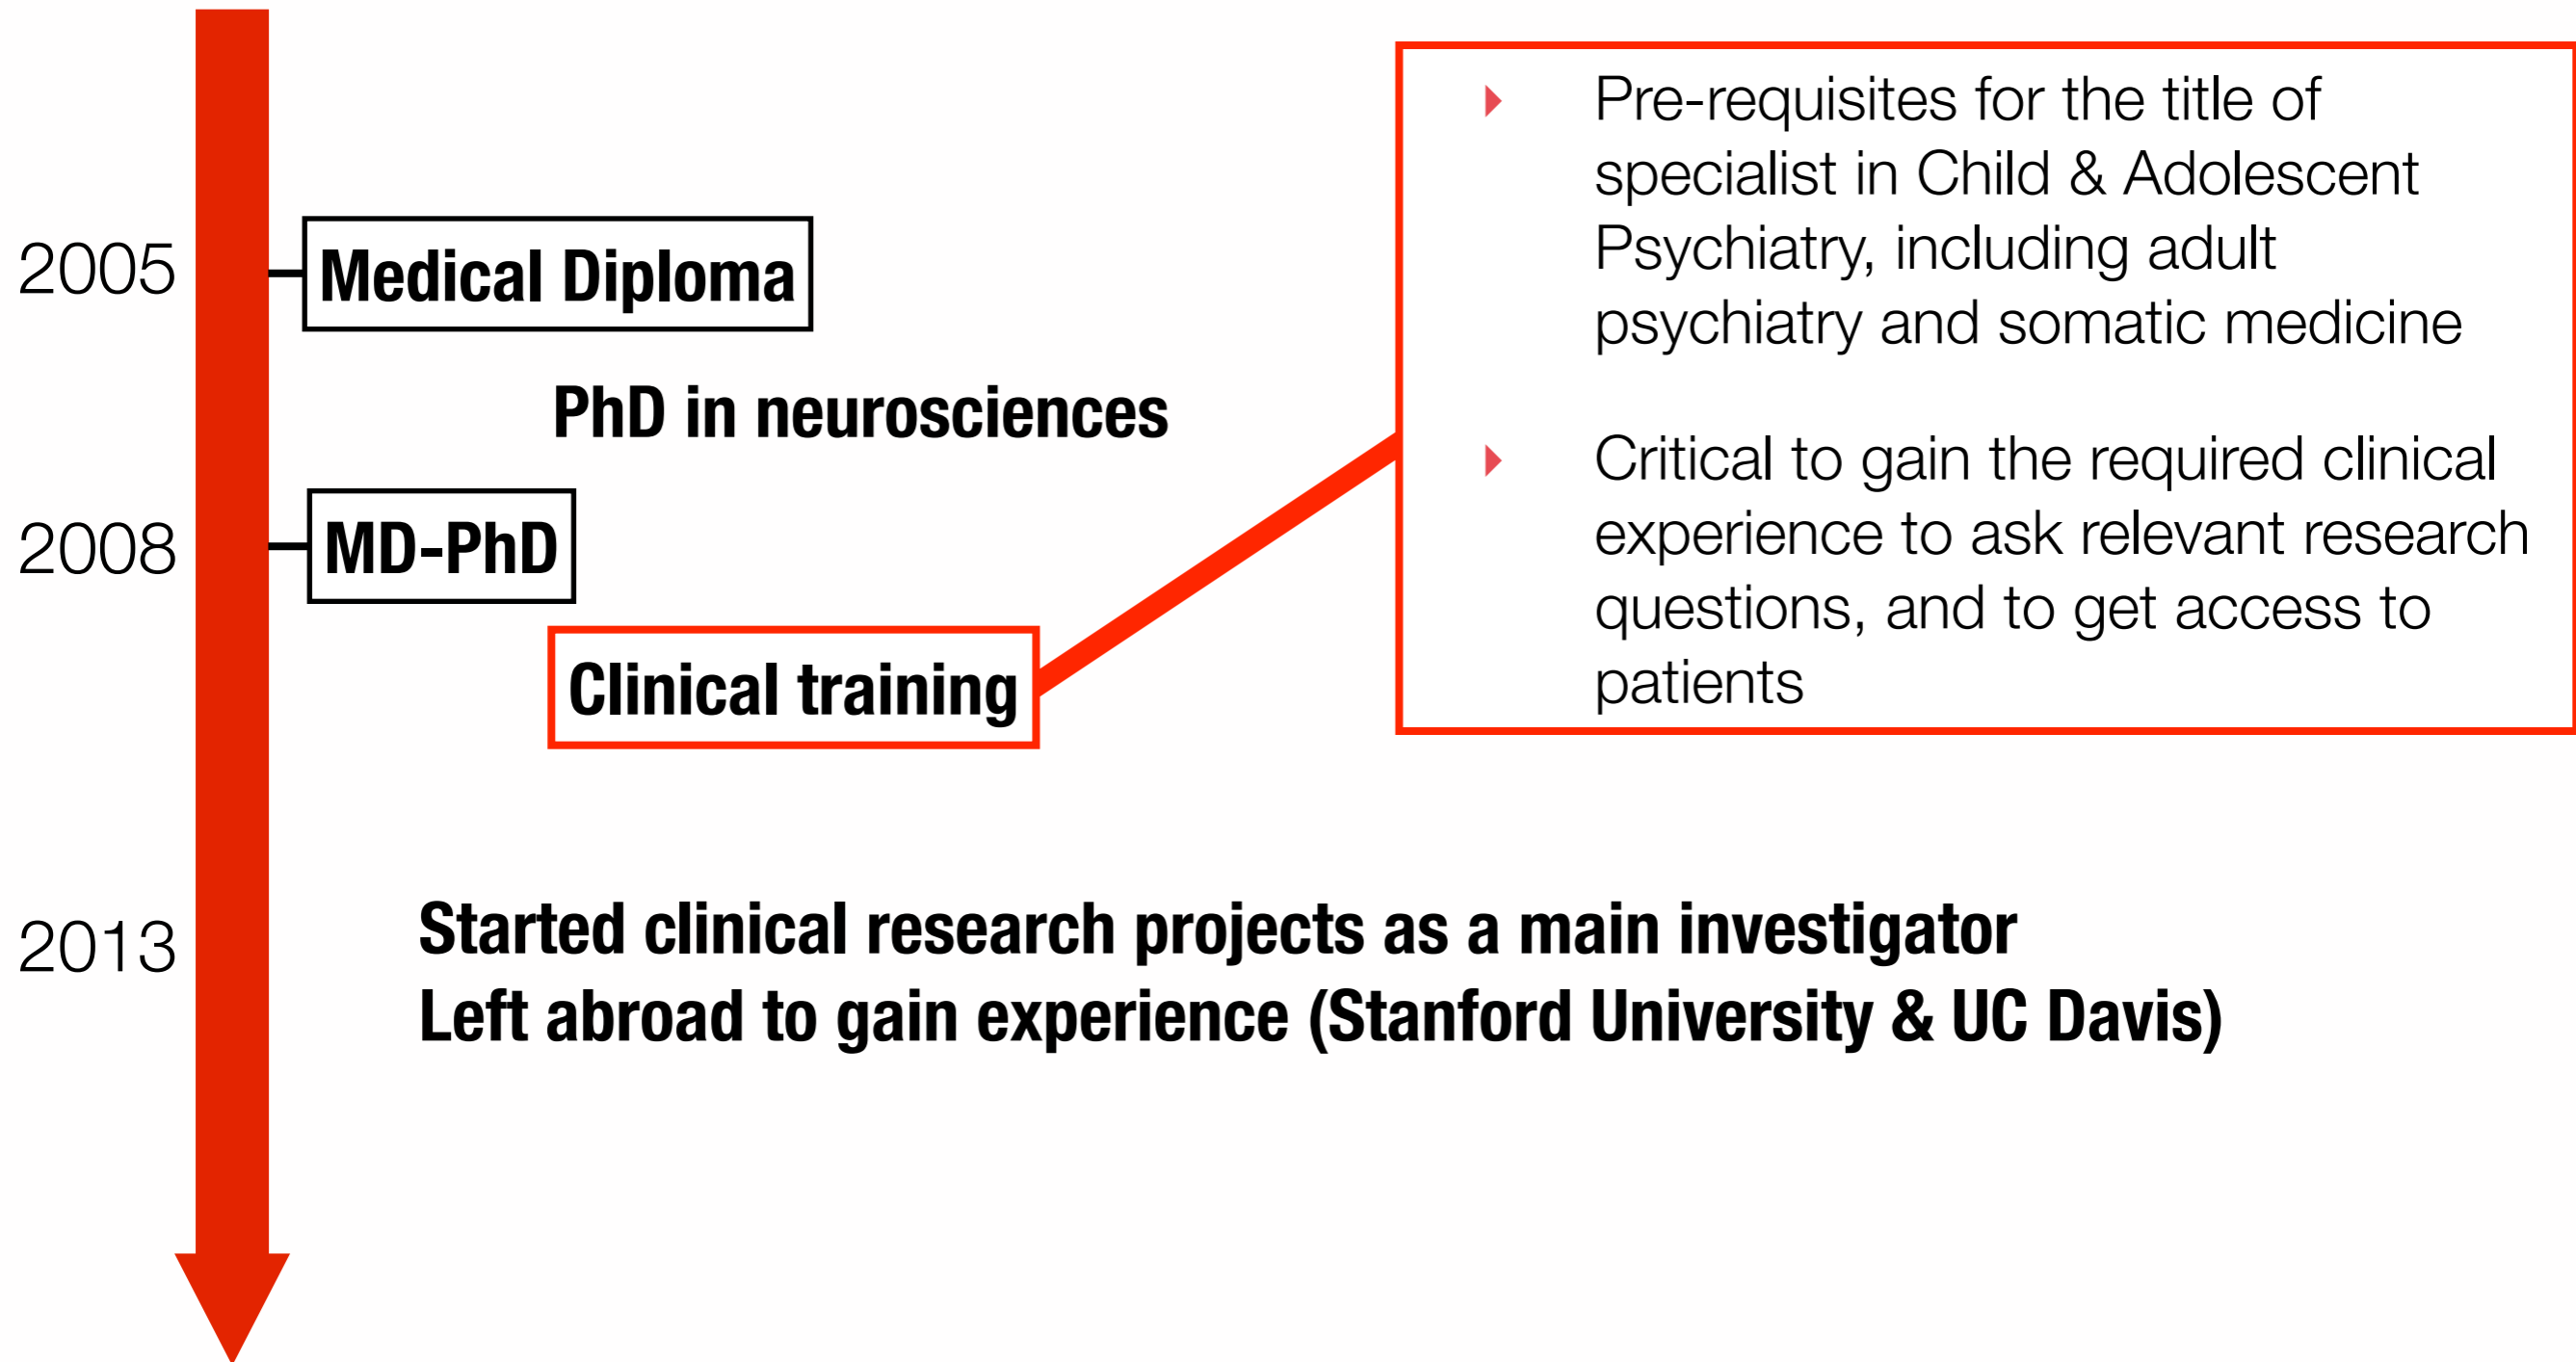 2005
Medical Diploma
PhD in neurosciences
2008
MD-PhD
Clinical training
Pre-requisites for the title of
specialist in Child & Adolescent
Psychiatry, including adult
psychiatry and somatic medicine
Critical to gain the required clinical
experience to ask relevant research
questions, and to get access to
patients
2013
Started clinical research projects as a main investigator
Left abroad to gain experience (Stanford University & UC Davis)